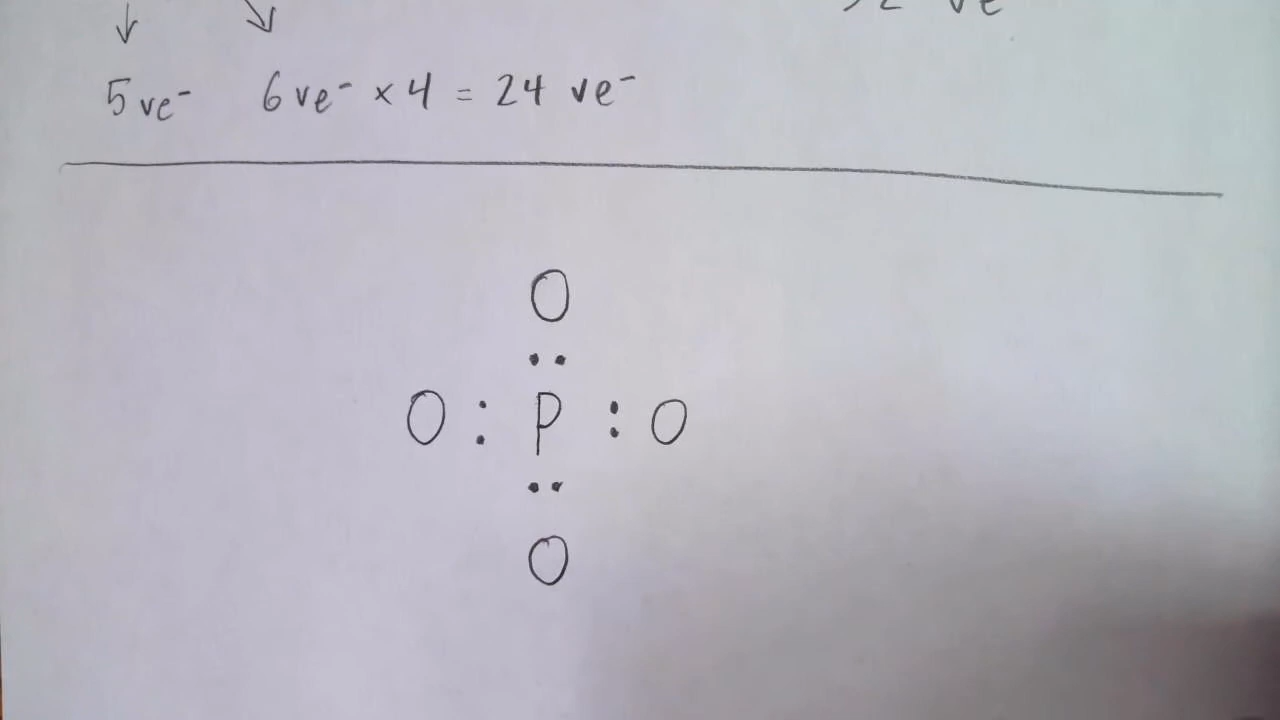 5 ve⁻ 6 ve⁻ × 4 = 24 ve⁻
O
••
O : P : O
••
O